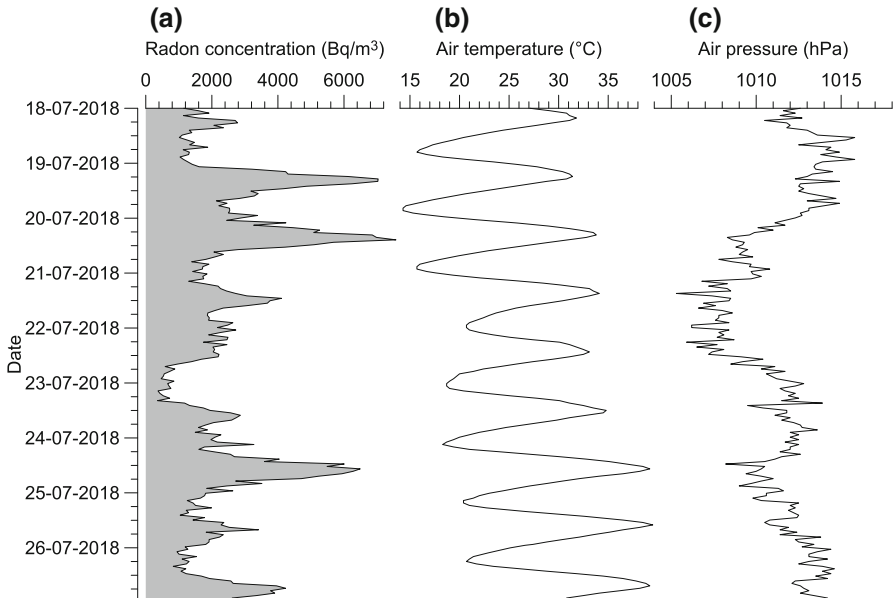 (a) (b) (c)
Radon concentration (Bq/m³) Air temperature (°C) Air pressure (hPa)
0 2000 4000 6000 15 20 25 30 35 1005 1010 1015
18-07-2018
19-07-2018
20-07-2018
21-07-2018
22-07-2018
23-07-2018
24-07-2018
25-07-2018
26-07-2018
Date